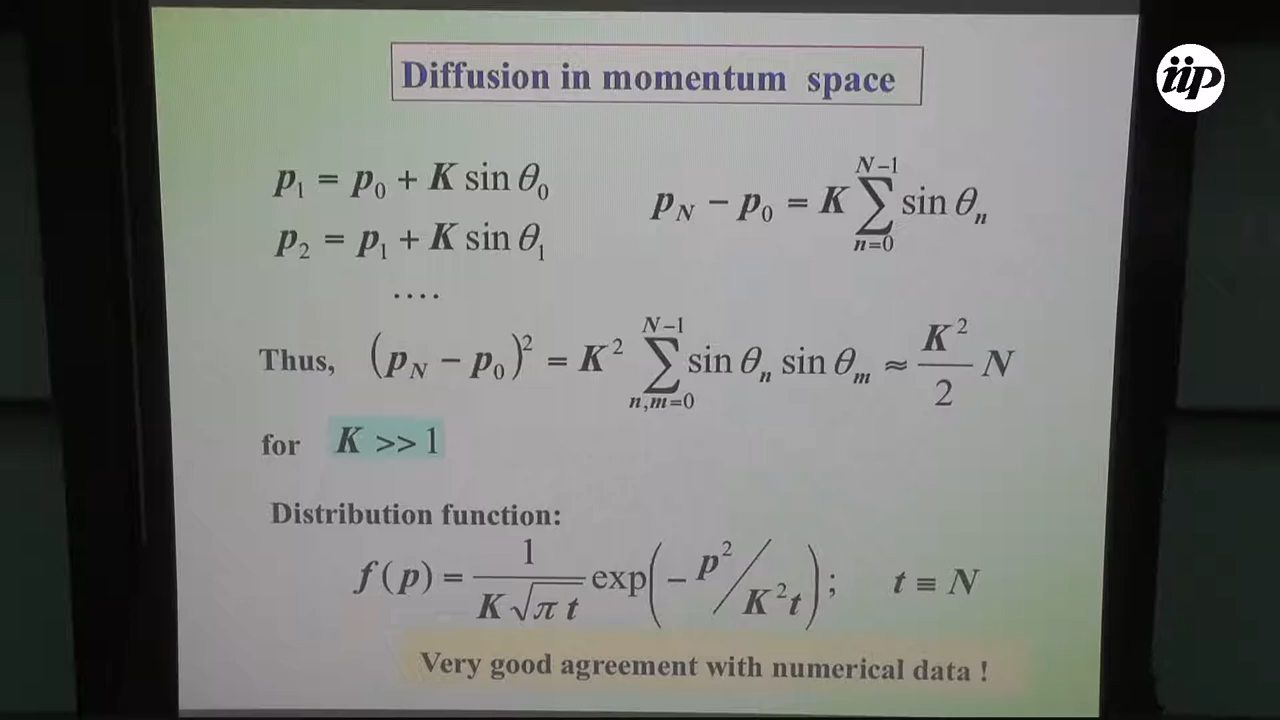 iip
Diffusion in momentum space
p₁ = p₀ + K sin θ₀
p_N − p₀ = K ∑_{n=0}^{N−1} sin θ_n
p₂ = p₁ + K sin θ₁
....
Thus, (p_N − p₀)² = K² ∑_{n,m=0}^{N−1} sin θ_n sin θ_m ≈ K²/2 N
for K >> 1
Distribution function:
f(p) = 1/(K√(π t)) exp(− p²/K²t); t ≡ N
Very good agreement with numerical data !